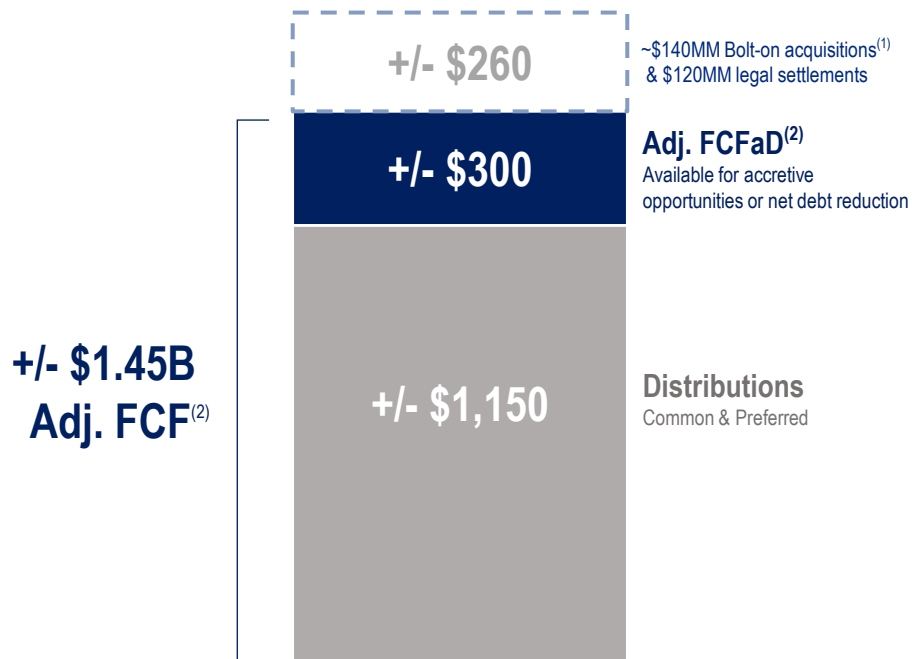 +/- $260
~$140MM Bolt-on acquisitions(1)
& $120MM legal settlements
+/- $300
Adj. FCFaD(2)
Available for accretive
opportunities or net debt reduction
+/- $1.45B
Adj. FCF(2)
+/- $1,150
Distributions
Common & Preferred